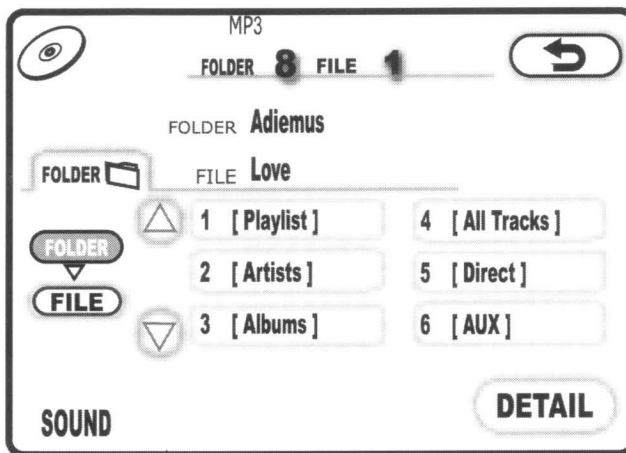 MP3
FOLDER 8 FILE 1
FOLDER Adiemus
FOLDER
FILE Love
1 [ Playlist ]
4 [ All Tracks ]
FOLDER
2 [ Artists ]
5 [ Direct ]
FILE
3 [ Albums ]
6 [ AUX ]
SOUND
DETAIL